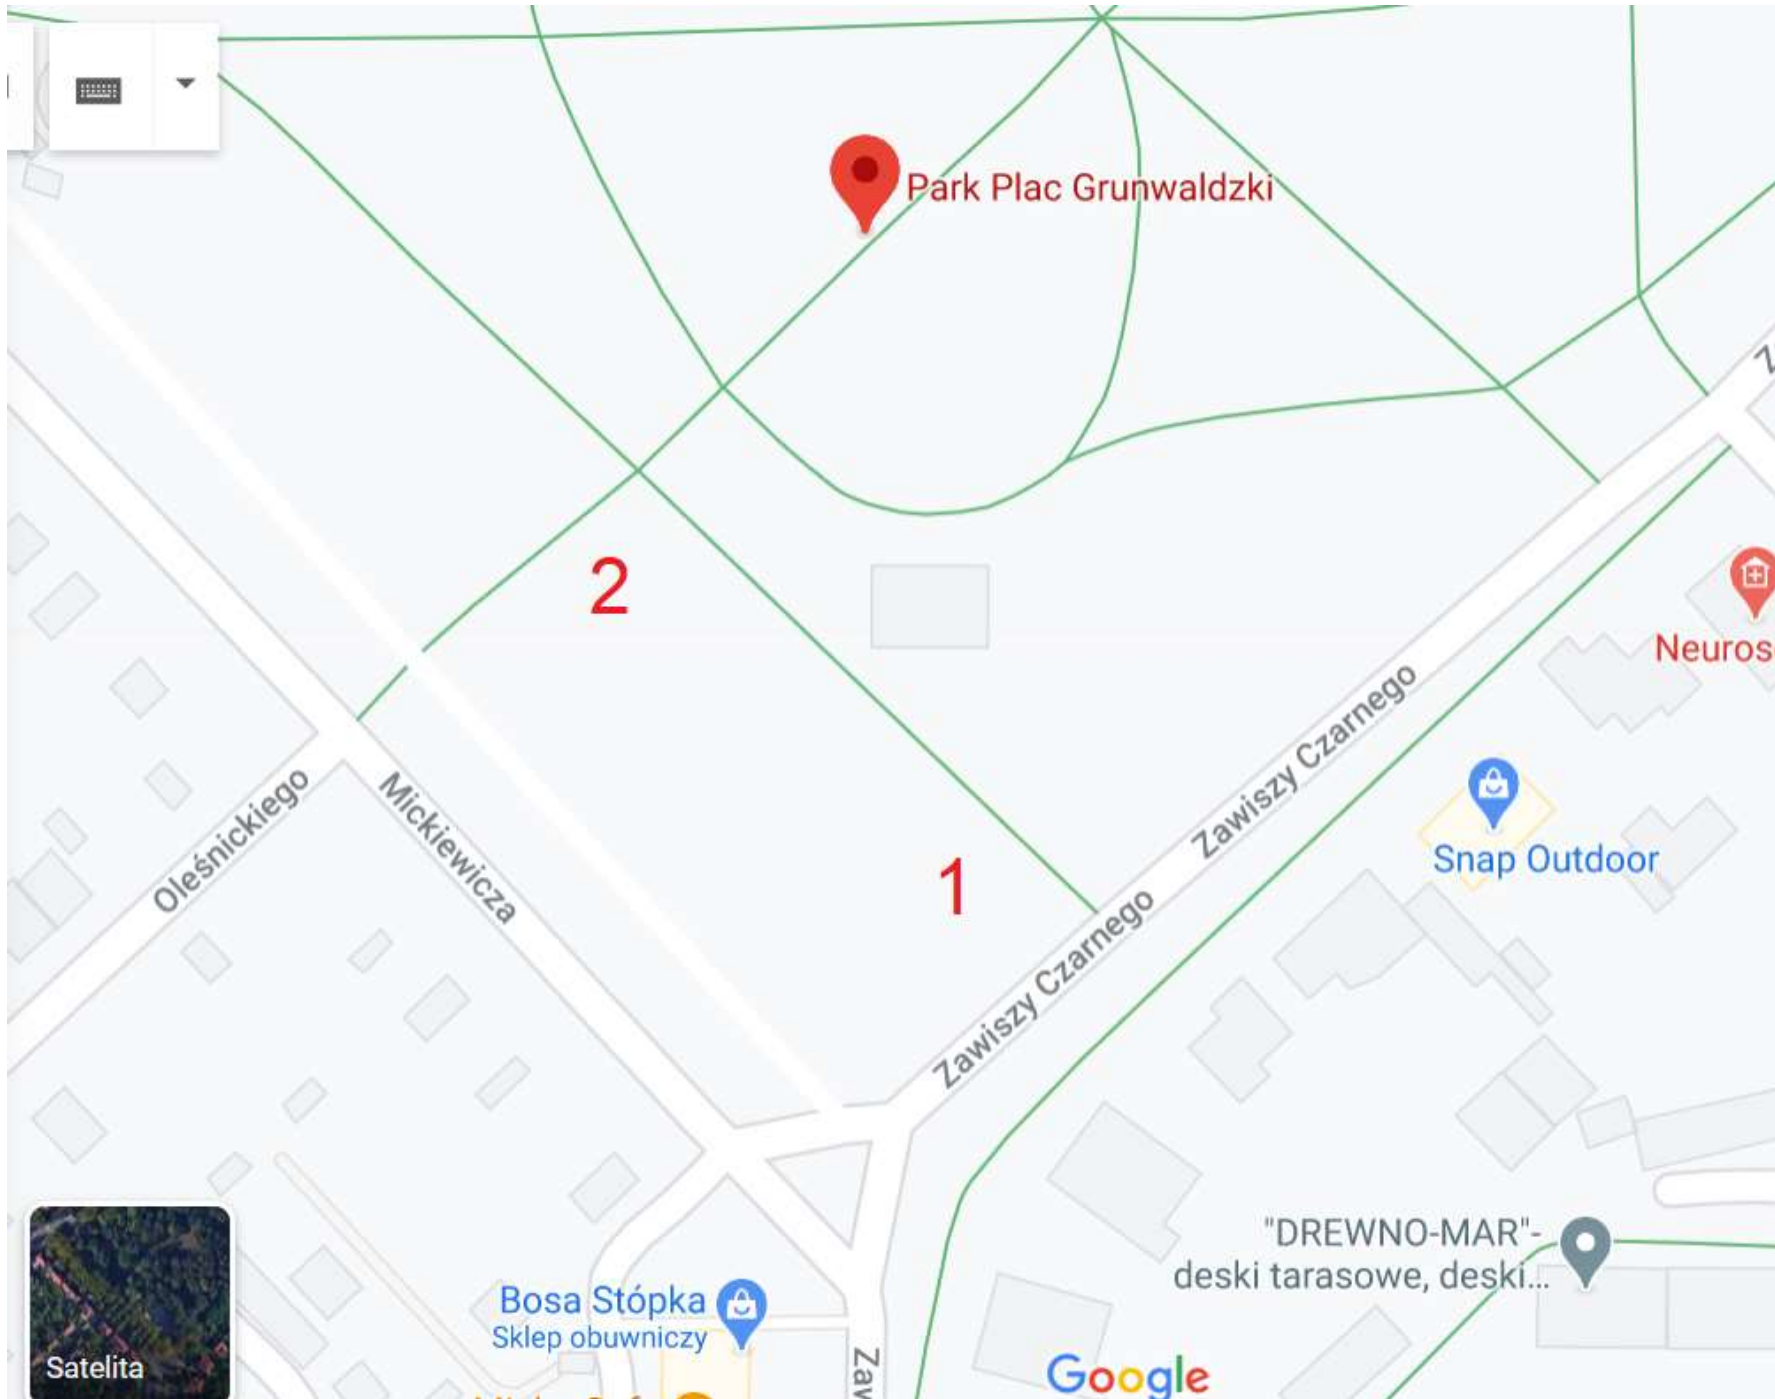 Park Plac Grunwaldzki
2
Neuros
Zawiszy Czarnego
Oleśnickiego
Mickiewicza
Snap Outdoor
1
Zawiszy Czarnego
"DREWNO-MAR"-
deski tarasowe, deski...
Bosa Stópka
Sklep obuwniczy
Zaw
Satelita
Google